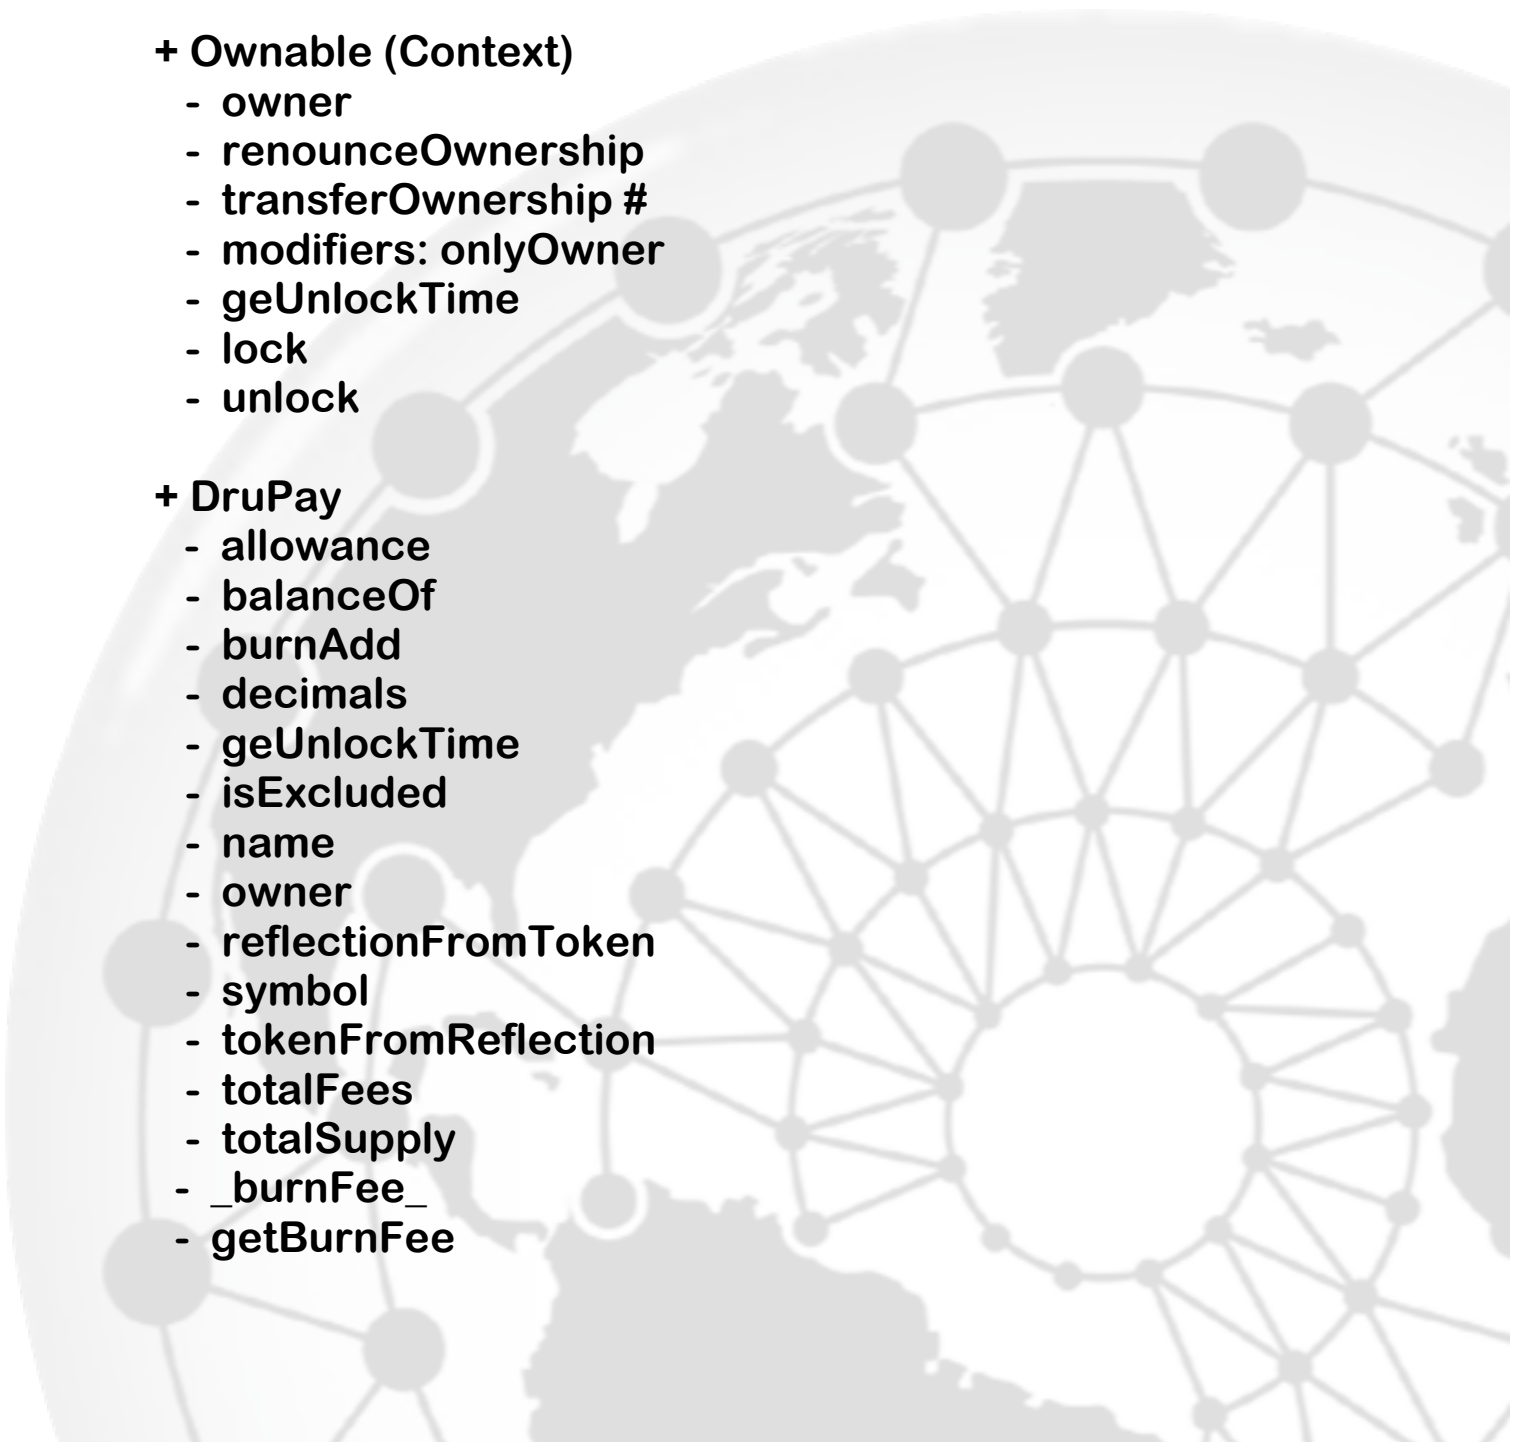 + Ownable (Context)
- owner
- renounceOwnership
- transferOwnership #
- modifiers: onlyOwner
- geUnlockTime
- lock
- unlock
+ DruPay
- allowance
- balanceOf
- burnAdd
- decimals
- geUnlockTime
- isExcluded
- name
- owner
- reflectionFromToken
- symbol
- tokenFromReflection
- totalFees
- totalSupply
- _burnFee_
- getBurnFee